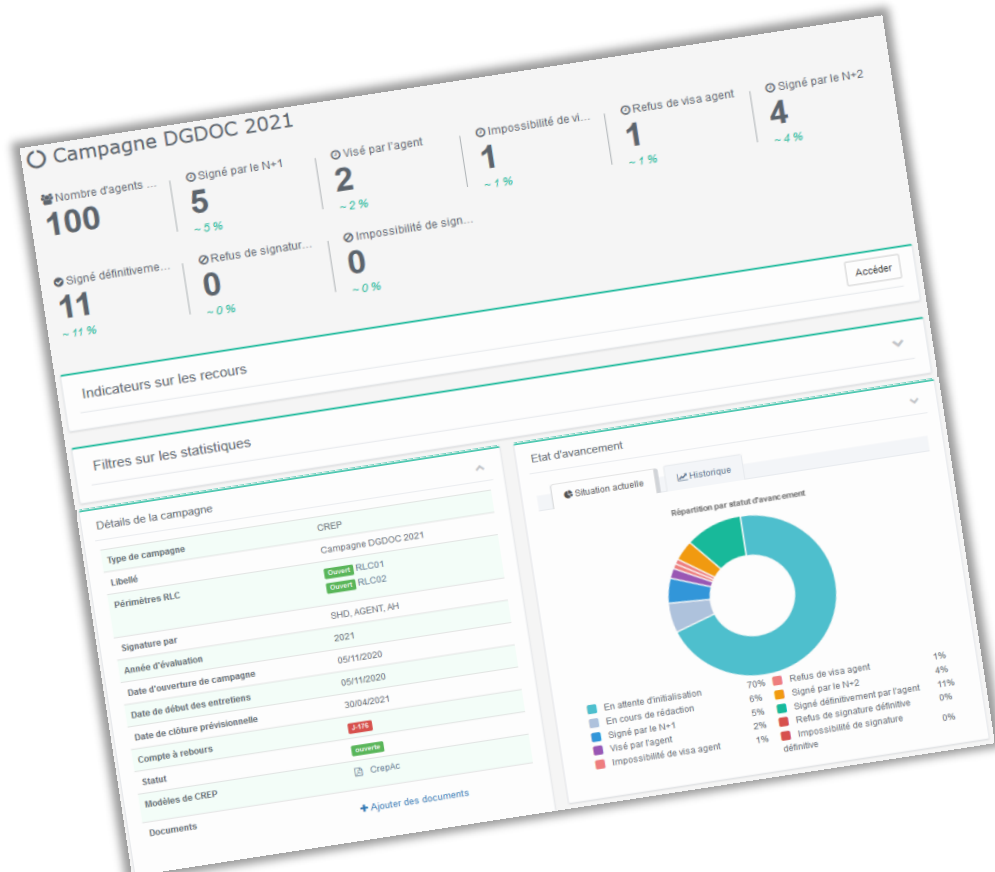 Campagne DGDOC 2021
Nombre d'agents ...
100
Signé par le N+1
5
~ 5 %
Visé par l'agent
2
~ 2 %
Impossibilité de vi...
1
~ 1 %
Refus de visa agent
1
~ 1 %
Signé par le N+2
4
~ 4 %
Signé définitiveme...
11
~ 11 %
Refus de signatur...
0
~ 0 %
Impossibilité de sign...
0
~ 0 %
Indicateurs sur les recours
Accéder
Filtres sur les statistiques
Détails de la campagne
Type de campagne CREP
Libellé Campagne DGDOC 2021
Périmètres RLC Ouvert RLC01
Ouvert RLC02
Signature par SHD, AGENT, AH
Année d'évaluation 2021
Date d'ouverture de campagne 05/11/2020
Date de début des entretiens 05/11/2020
Date de clôture prévisionnelle 30/04/2021
Compte à rebours J-176
Statut ouverte
Modèles de CREP CrepAc
Documents + Ajouter des documents
Etat d'avancement
Situation actuelle
Historique
Répartition par statut d'avancement
En attente d'initialisation 70%
En cours de rédaction 6%
Signé par le N+1 5%
Visé par l'agent 2%
Impossibilité de visa agent 1%
Refus de visa agent 1%
Signé par le N+2 4%
Signé définitivement par l'agent 11%
Refus de signature définitive 0%
Impossibilité de signature 0%
définitive